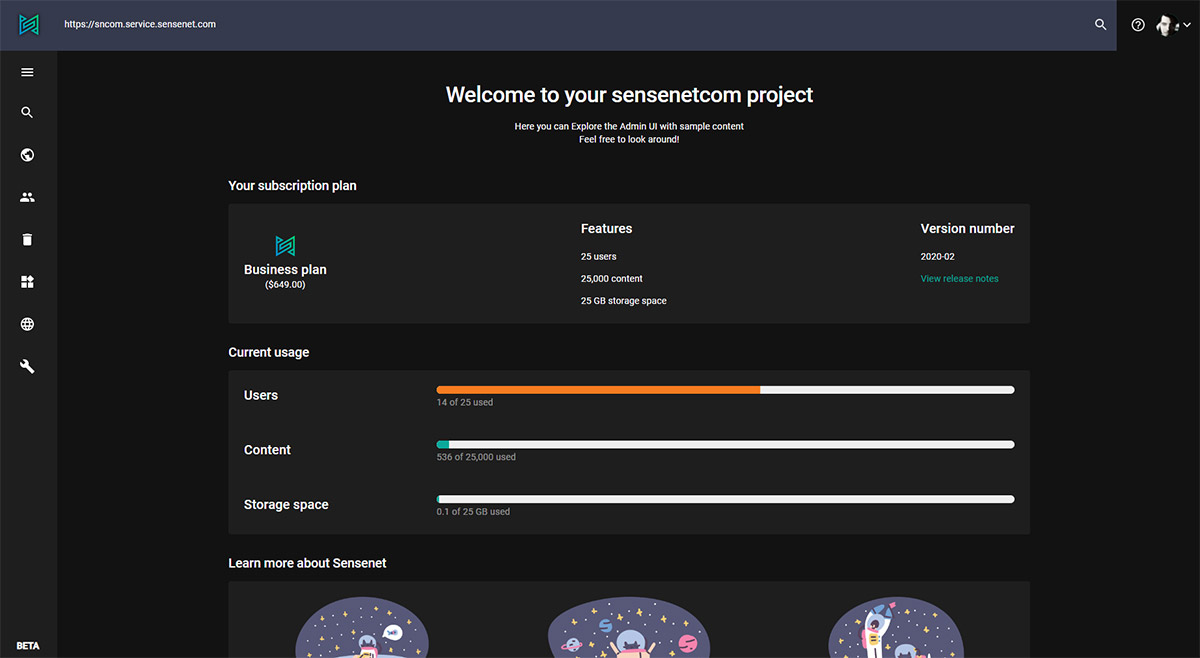 https://sncom.service.sensenet.com
Welcome to your sensenetcom project
Here you can Explore the Admin UI with sample content
Feel free to look around!
Your subscription plan
Business plan
($649.00)
Features
25 users
25,000 content
25 GB storage space
Version number
2020-02
View release notes
Current usage
Users
14 of 25 used
Content
536 of 25,000 used
Storage space
0.1 of 25 GB used
Learn more about Sensenet
BETA